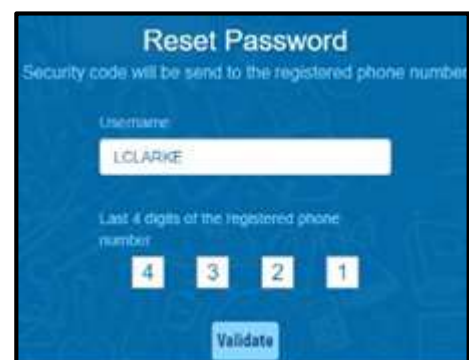 Reset Password
Security code will be send to the registered phone number
Username
LCLARKE
Last 4 digits of the registered phone
number
4 3 2 1
Validate